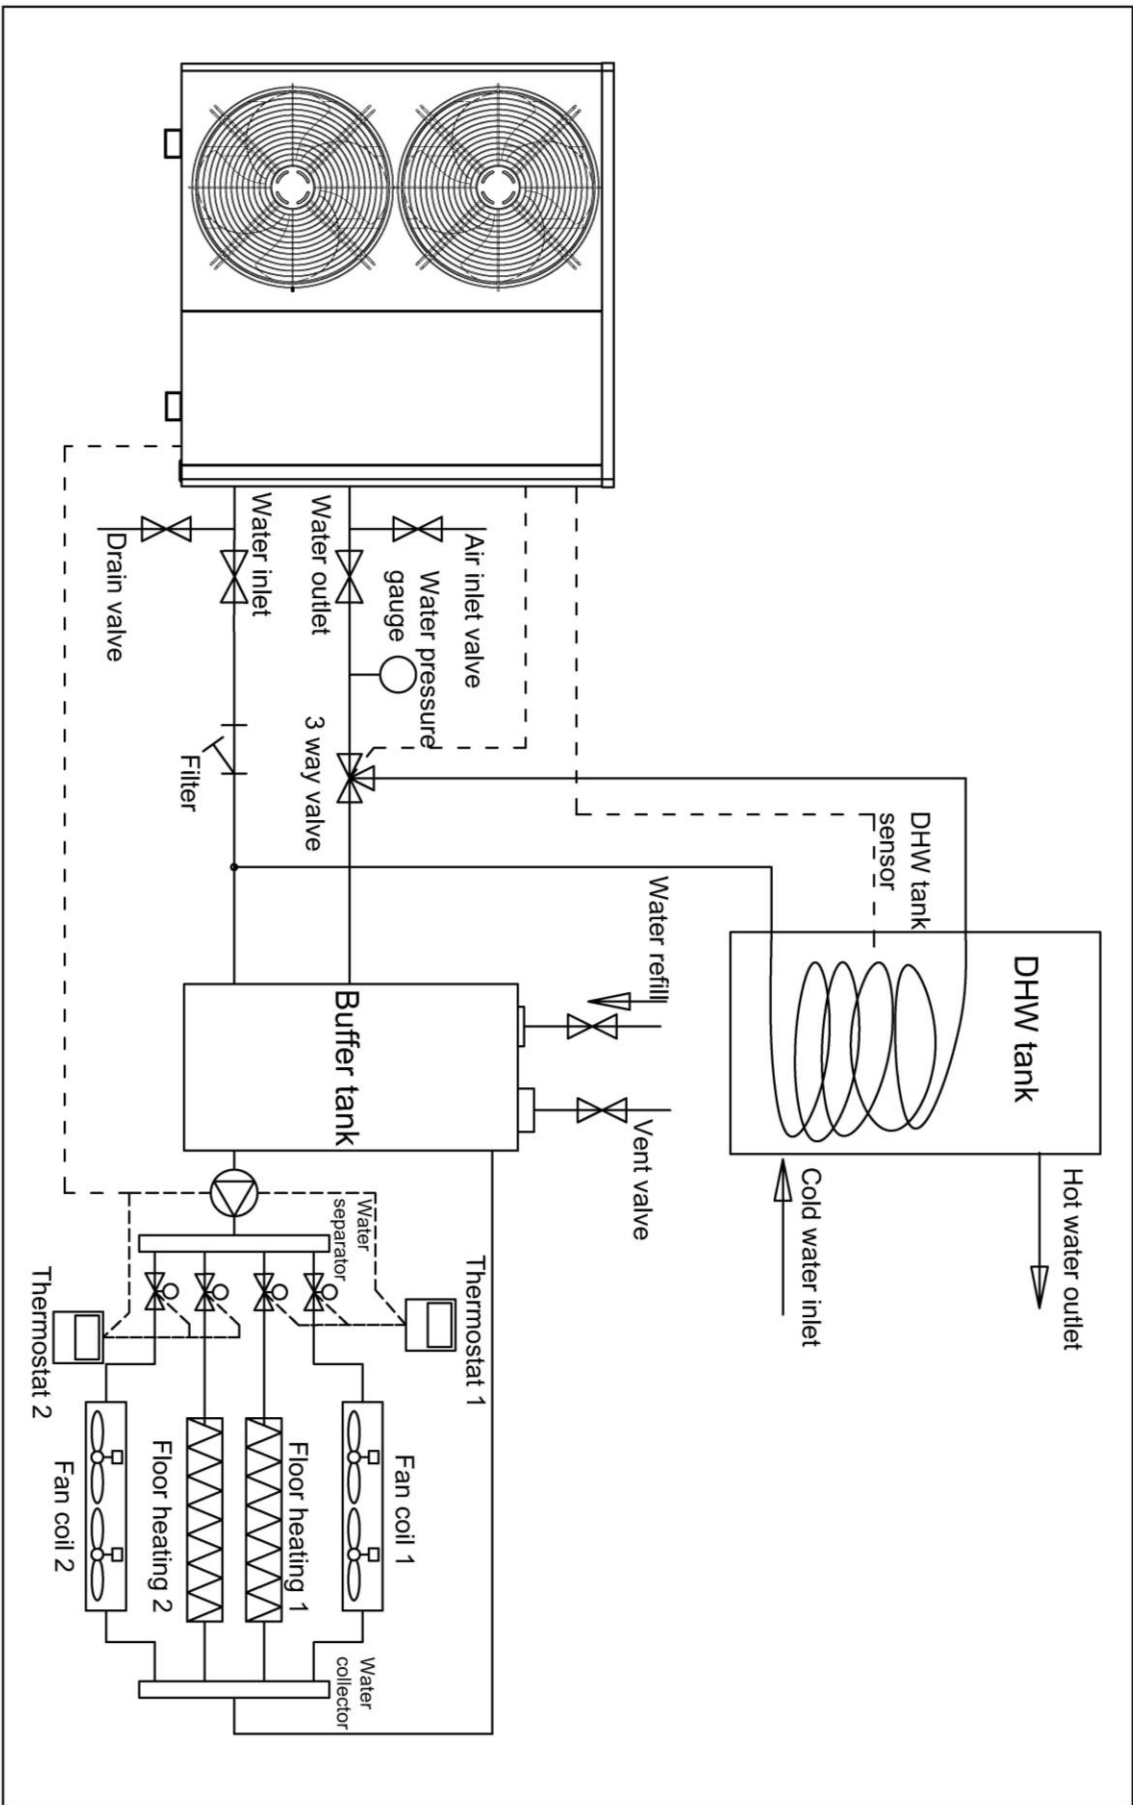 DHW tank
Hot water outlet
Cold water inlet
DHW tank
sensor
Water refill
Vent valve
Air inlet valve
Water pressure
gauge
Water outlet
3 way valve
Buffer tank
Water inlet
Filter
Drain valve
Water
separator
Thermostat 1
Thermostat 2
Fan coil 1
Floor heating 1
Floor heating 2
Fan coil 2
Water
collector